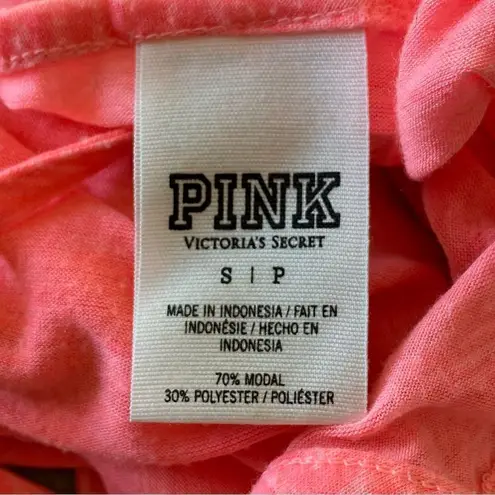 PINK
VICTORIA'S SECRET
S | P
MADE IN INDONESIA / FAIT EN
INDONÉSIE / HECHO EN
INDONESIA
70% MODAL
30% POLYESTER / POLIÉSTER